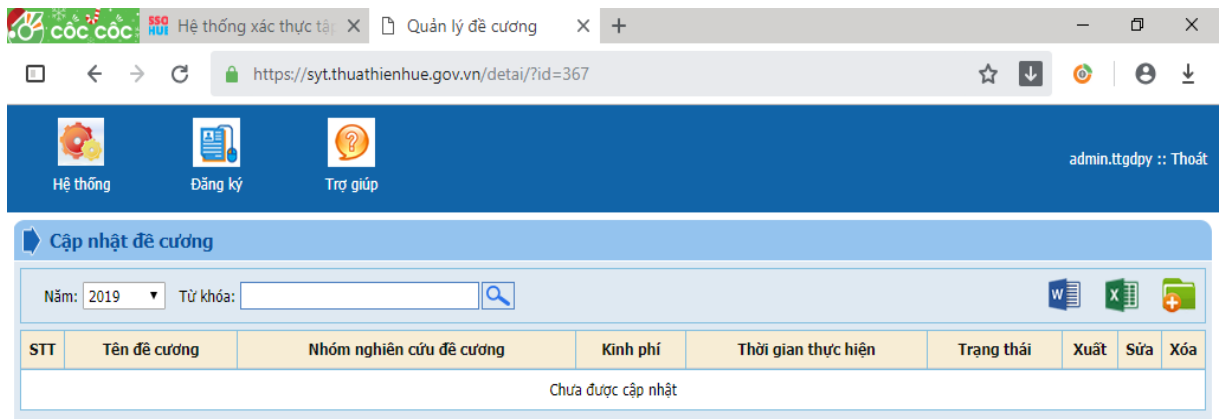 cốc cốc SSO HUE Hệ thống xác thực tập Quản lý đề cương
https://syt.thuathienhue.gov.vn/detai/?id=367
Hệ thống Đăng ký Trợ giúp admin.ttgdpy :: Thoát
Cập nhật đề cương
Năm: 2019 Từ khóa:
STT Tên đề cương Nhóm nghiên cứu đề cương Kinh phí Thời gian thực hiện Trạng thái Xuất Sửa Xóa
Chưa được cập nhật